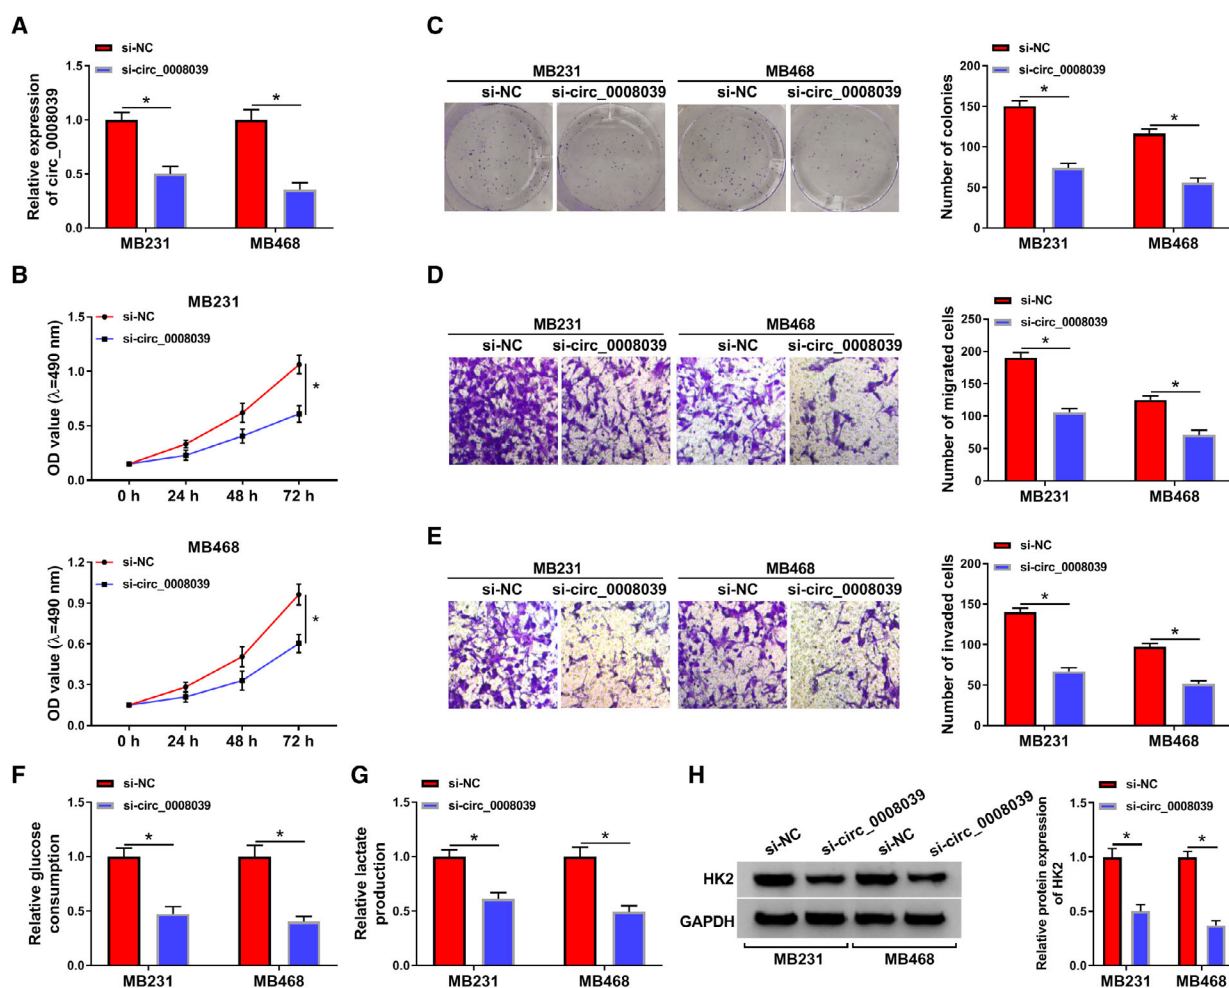 A
si-NC
si-circ_0008039
Relative expression
of circ_0008039
1.5
1.0
0.5
0.0
*
*
MB231
MB468
B
MB231
si-NC
si-circ_0008039
OD value (λ=490 nm)
1.5
1.0
0.5
0.0
*
0 h
24 h
48 h
72 h
MB468
si-NC
si-circ_0008039
OD value (λ=490 nm)
1.2
0.9
0.6
0.3
0.0
*
0 h
24 h
48 h
72 h
C
MB231
MB468
si-NC
si-circ_0008039
si-NC
si-circ_0008039
si-NC
si-circ_0008039
Number of colonies
200
150
100
50
0
*
*
MB231
MB468
D
MB231
MB468
si-NC
si-circ_0008039
si-NC
si-circ_0008039
si-NC
si-circ_0008039
Number of migrated cells
250
200
150
100
50
0
*
*
MB231
MB468
E
MB231
MB468
si-NC
si-circ_0008039
si-NC
si-circ_0008039
si-NC
si-circ_0008039
Number of invaded cells
200
150
100
50
0
*
*
MB231
MB468
F
si-NC
si-circ_0008039
Relative glucose
consumption
1.5
1.0
0.5
0.0
*
*
MB231
MB468
G
si-NC
si-circ_0008039
Relative lactate
production
1.5
1.0
0.5
0.0
*
*
MB231
MB468
H
si-NC
si-circ_0008039
si-NC
si-circ_0008039
HK2
GAPDH
MB231
MB468
si-NC
si-circ_0008039
Relative protein expression
of HK2
1.5
1.0
0.5
0.0
*
*
MB231
MB468